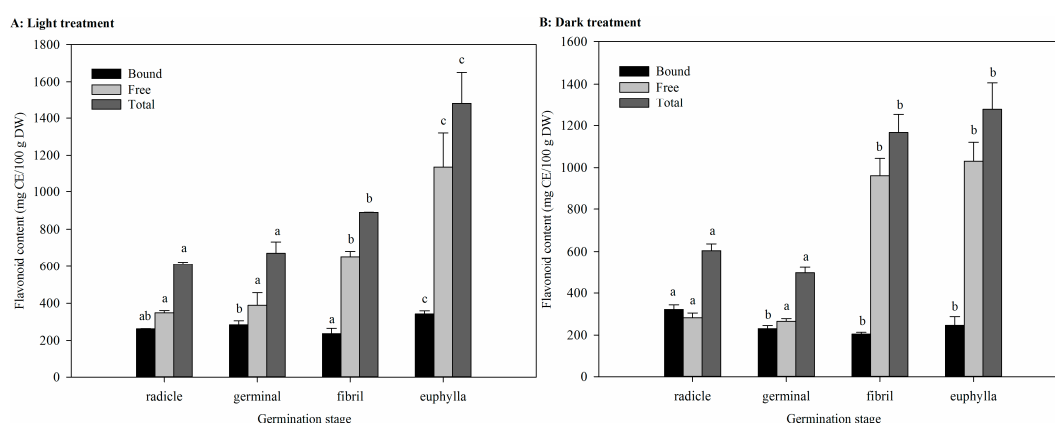 A: Light treatment
1800
1600
1400
1200
1000
800
600
400
200
0
Flavonoid content (mg CE/100 g DW)
Bound
Free
Total
ab
a
a
b
a
a
a
b
b
c
c
c
radicle
germinal
fibril
euphylla
Germination stage
B: Dark treatment
1600
1400
1200
1000
800
600
400
200
0
Flavonoid content (mg CE/100 g DW)
Bound
Free
Total
a
a
a
b
a
a
b
b
b
b
b
b
radicle
germinal
fibril
euphylla
Germination stage